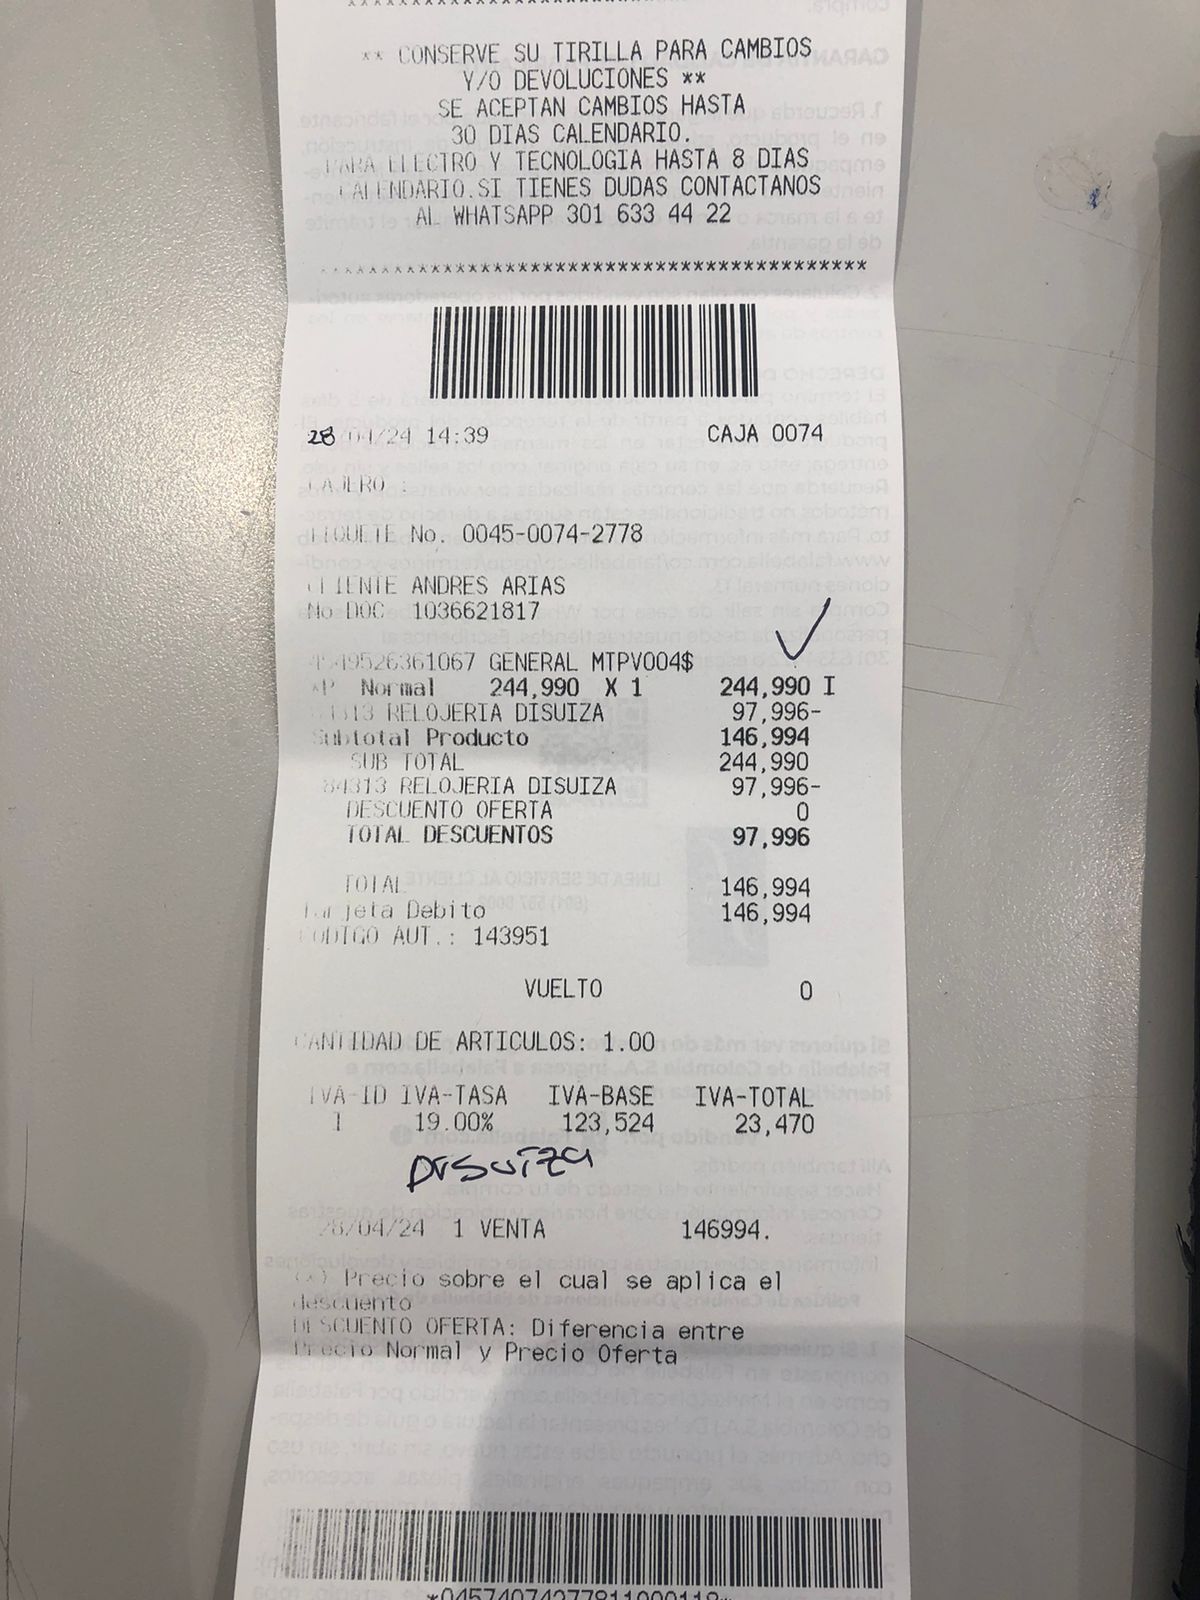 ** CONSERVE SU TIRILLA PARA CAMBIOS
Y/O DEVOLUCIONES **
SE ACEPTAN CAMBIOS HASTA
30 DIAS CALENDARIO.
PARA ELECTRO Y TECNOLOGIA HASTA 8 DIAS
CALENDARIO.SI TIENES DUDAS CONTACTANOS
AL WHATSAPP 301 633 44 22
28/04/24 14:39 CAJA 0074
CAJERO :
TIQUETE No. 0045-0074-2778
CLIENTE ANDRES ARIAS
No DOC 1036621817
4549526361067 GENERAL MTPV004$
*P Normal 244,990 X 1 244,990 I
84313 RELOJERIA DISUIZA 97,996-
Subtotal Producto 146,994
SUB TOTAL 244,990
84313 RELOJERIA DISUIZA 97,996-
DESCUENTO OFERTA 0
TOTAL DESCUENTOS 97,996
TOTAL 146,994
Tarjeta Debito 146,994
CODIGO AUT.: 143951
VUELTO 0
CANTIDAD DE ARTICULOS: 1.00
IVA-ID IVA-TASA IVA-BASE IVA-TOTAL
1 19.00% 123,524 23,470
DISUIZA
28/04/24 1 VENTA 146994.
(*) Precio sobre el cual se aplica el
descuento
DESCUENTO OFERTA: Diferencia entre
Precio Normal y Precio Oferta